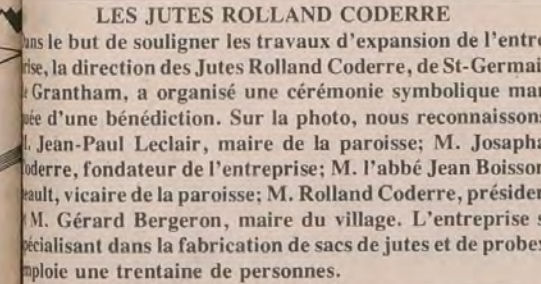 LES JUTES ROLLAND CODERRE
ans le but de souligner les travaux d'expansion de l'entre
rise, la direction des Jutes Rolland Coderre, de St-Germai
Grantham, a organisé une cérémonie symbolique mar
uée d'une bénédiction. Sur la photo, nous reconnaisson
. Jean-Paul Leclair, maire de la paroisse; M. Josapha
oderre, fondateur de l'entreprise; M. l'abbé Jean Boisson
eault, vicaire de la paroisse; M. Rolland Coderre, présiden
M. Gérard Bergeron, maire du village. L'entreprise s
pécialisant dans la fabrication de sacs de jutes et de probe
mploie une trentaine de personnes.